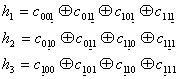 h₁ = c₀₀₁ ⊕ c₀₁₁ ⊕ c₁₀₁ ⊕ c₁₁₁
h₂ = c₀₁₀ ⊕ c₀₁₁ ⊕ c₁₁₀ ⊕ c₁₁₁
h₃ = c₁₀₀ ⊕ c₁₀₁ ⊕ c₁₁₀ ⊕ c₁₁₁